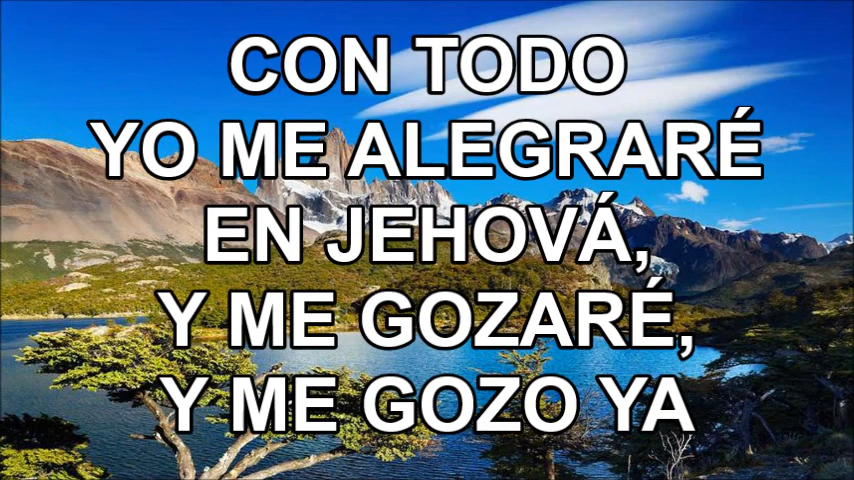 CON TODO
YO ME ALEGRARÉ
EN JEHOVÁ,
Y ME GOZARÉ,
Y ME GOZO YA